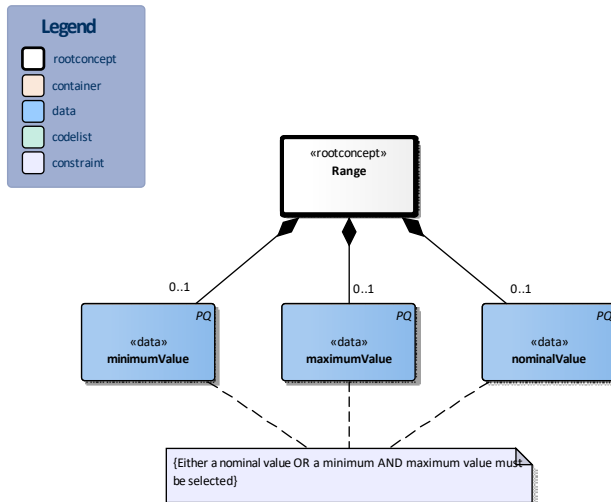 Legend
rootconcept
container
data
codelist
constraint
«rootconcept»
Range
0..1
0..1
0..1
PQ
«data»
minimumValue
PQ
«data»
maximumValue
PQ
«data»
nominalValue
{Either a nominal value OR a minimum AND maximum value must
be selected}